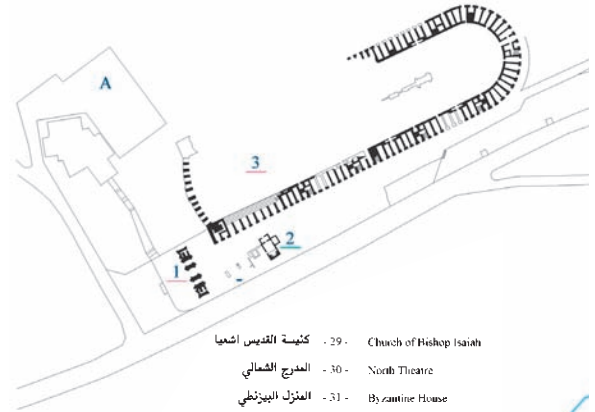 A
3
2
1
كنيسة القديس اشعيا - 29 - Church of Bishop Isaiah
المدرج الشمالي - 30 - North Theatre
المنزل البيزنطي - 31 - Byzantine House